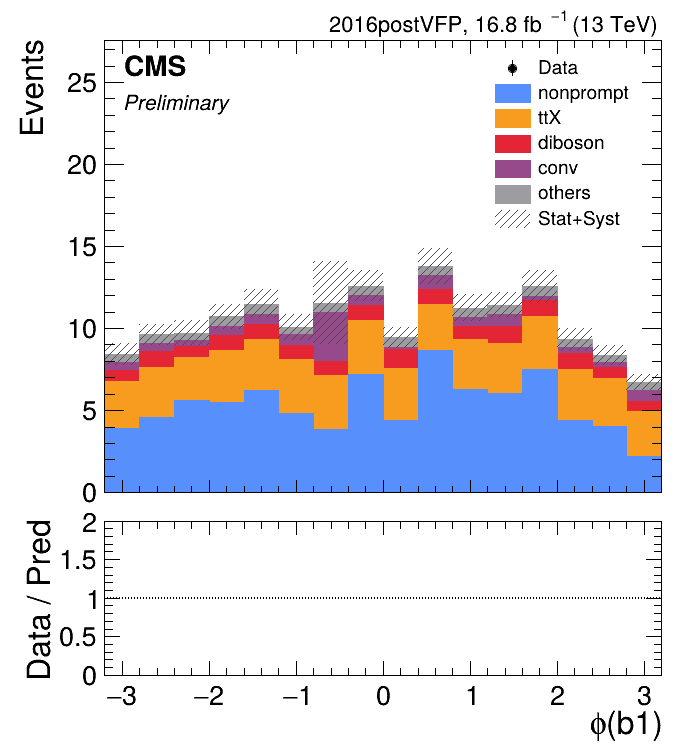 2016postVFP, 16.8 fb⁻¹ (13 TeV)
CMS
Preliminary
Events
25
20
15
10
5
0
Data
nonprompt
ttX
diboson
conv
others
Stat+Syst
Data / Pred
2
1.5
1
0.5
0
−3 −2 −1 0 1 2 3
ϕ(b1)